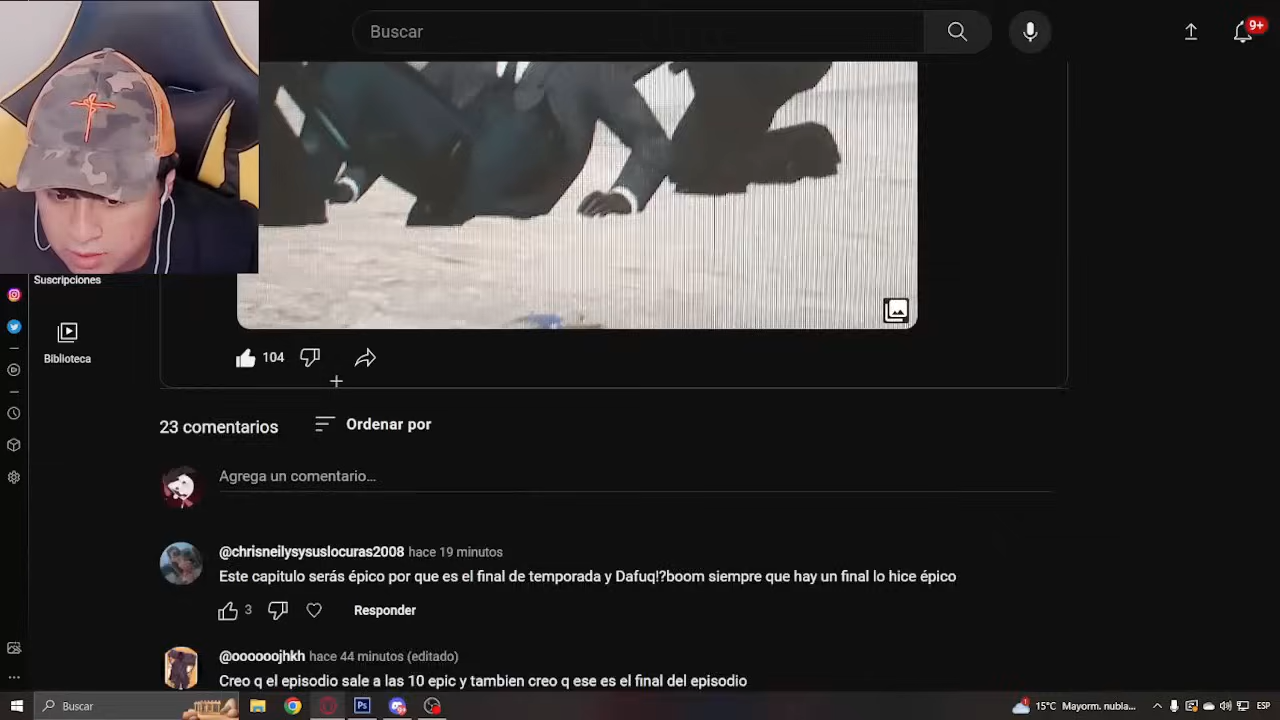 Buscar
9+
Suscripciones
Biblioteca
104
23 comentarios
Ordenar por
Agrega un comentario...
@chrisneilysysuslocuras2008 hace 19 minutos
Este capitulo serás épico por que es el final de temporada y Dafuq!?boom siempre que hay un final lo hice épico
3
Responder
@oooooojhkh hace 44 minutos (editado)
Creo q el episodio sale a las 10 epic y tambien creo q ese es el final del episodio
Buscar
Ps
15°C Mayorm. nubla...
ESP